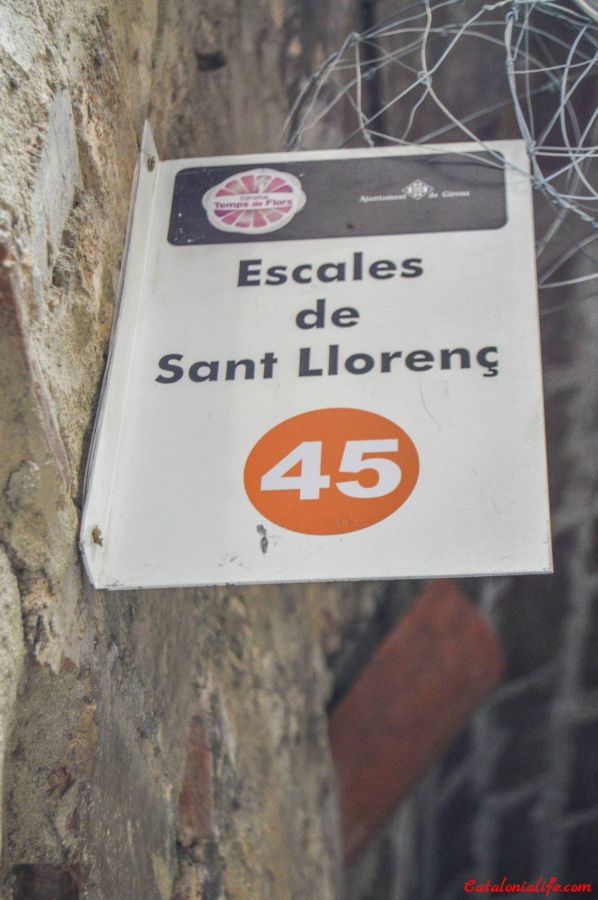 Girona
Temps de Flors
Ajuntament de Girona
Escales
de
Sant Llorenç
45
Catalonialife.com